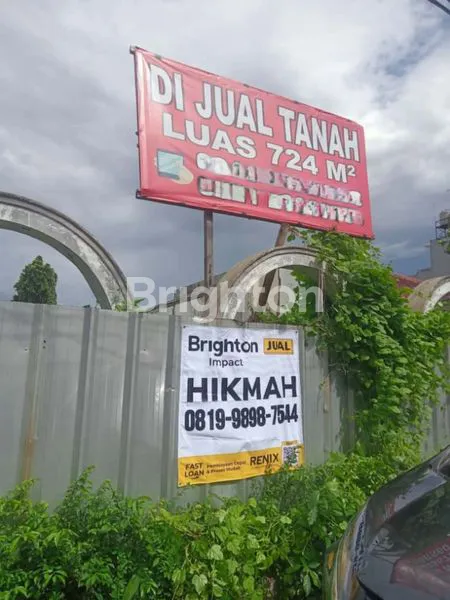 DI JUAL TANAH
LUAS 724 M²
Brighton
Brighton JUAL
Impact
HIKMAH
0819-9898-7544
FAST LOAN
RENIX